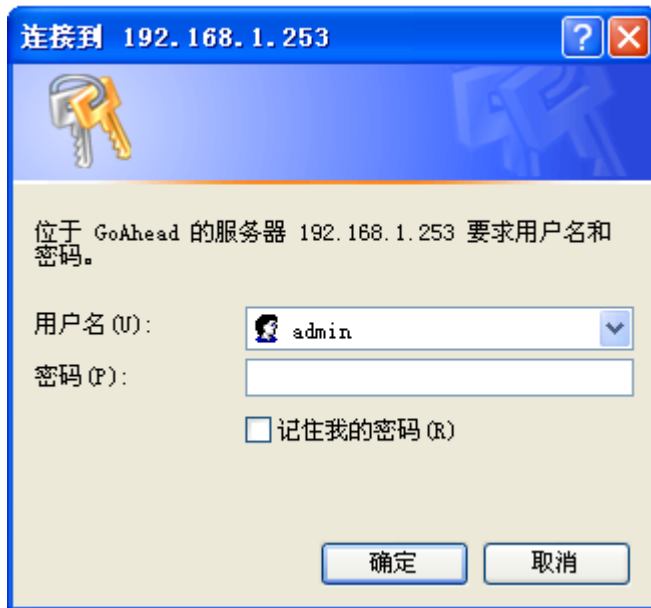 连接到 192.168.1.253
位于 GoAhead 的服务器 192.168.1.253 要求用户名和
密码。
用户名(U):
admin
密码(P):
记住我的密码(R)
确定
取消